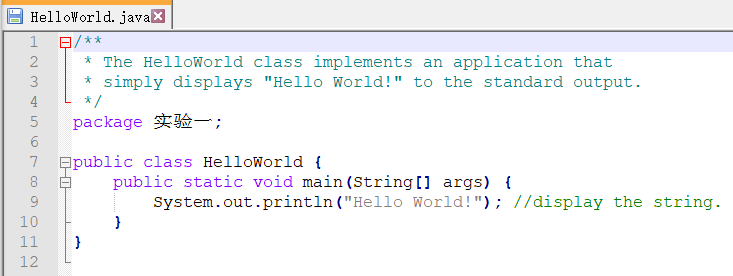 HelloWorld.java
1 /**
2  * The HelloWorld class implements an application that
3  * simply displays "Hello World!" to the standard output.
4  */
5 package 实验一;
6
7 public class HelloWorld {
8     public static void main(String[] args) {
9         System.out.println("Hello World!"); //display the string.
10     }
11 }
12